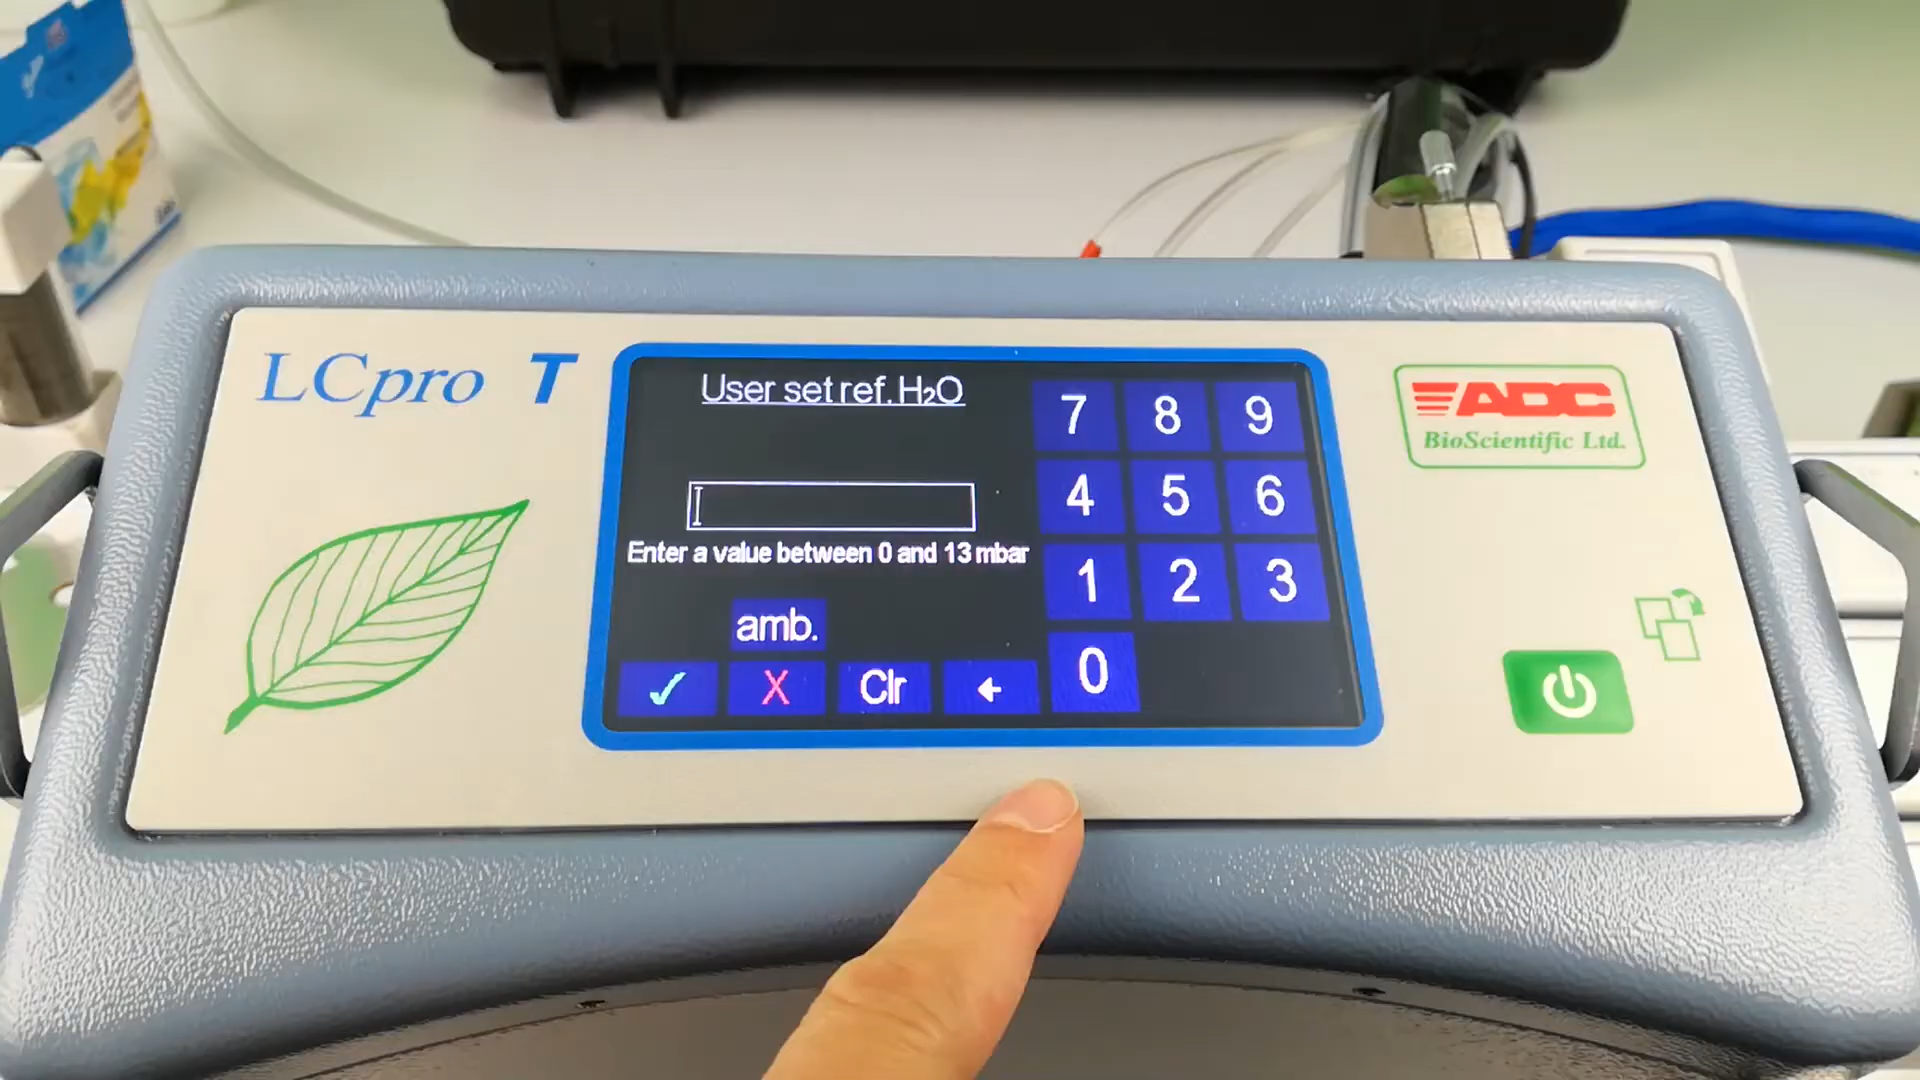 LCpro T
User set ref. H₂O
Enter a value between 0 and 13 mbar
amb.
✓ X Clr ←
7 8 9
4 5 6
1 2 3
0
ADC
BioScientific Ltd.